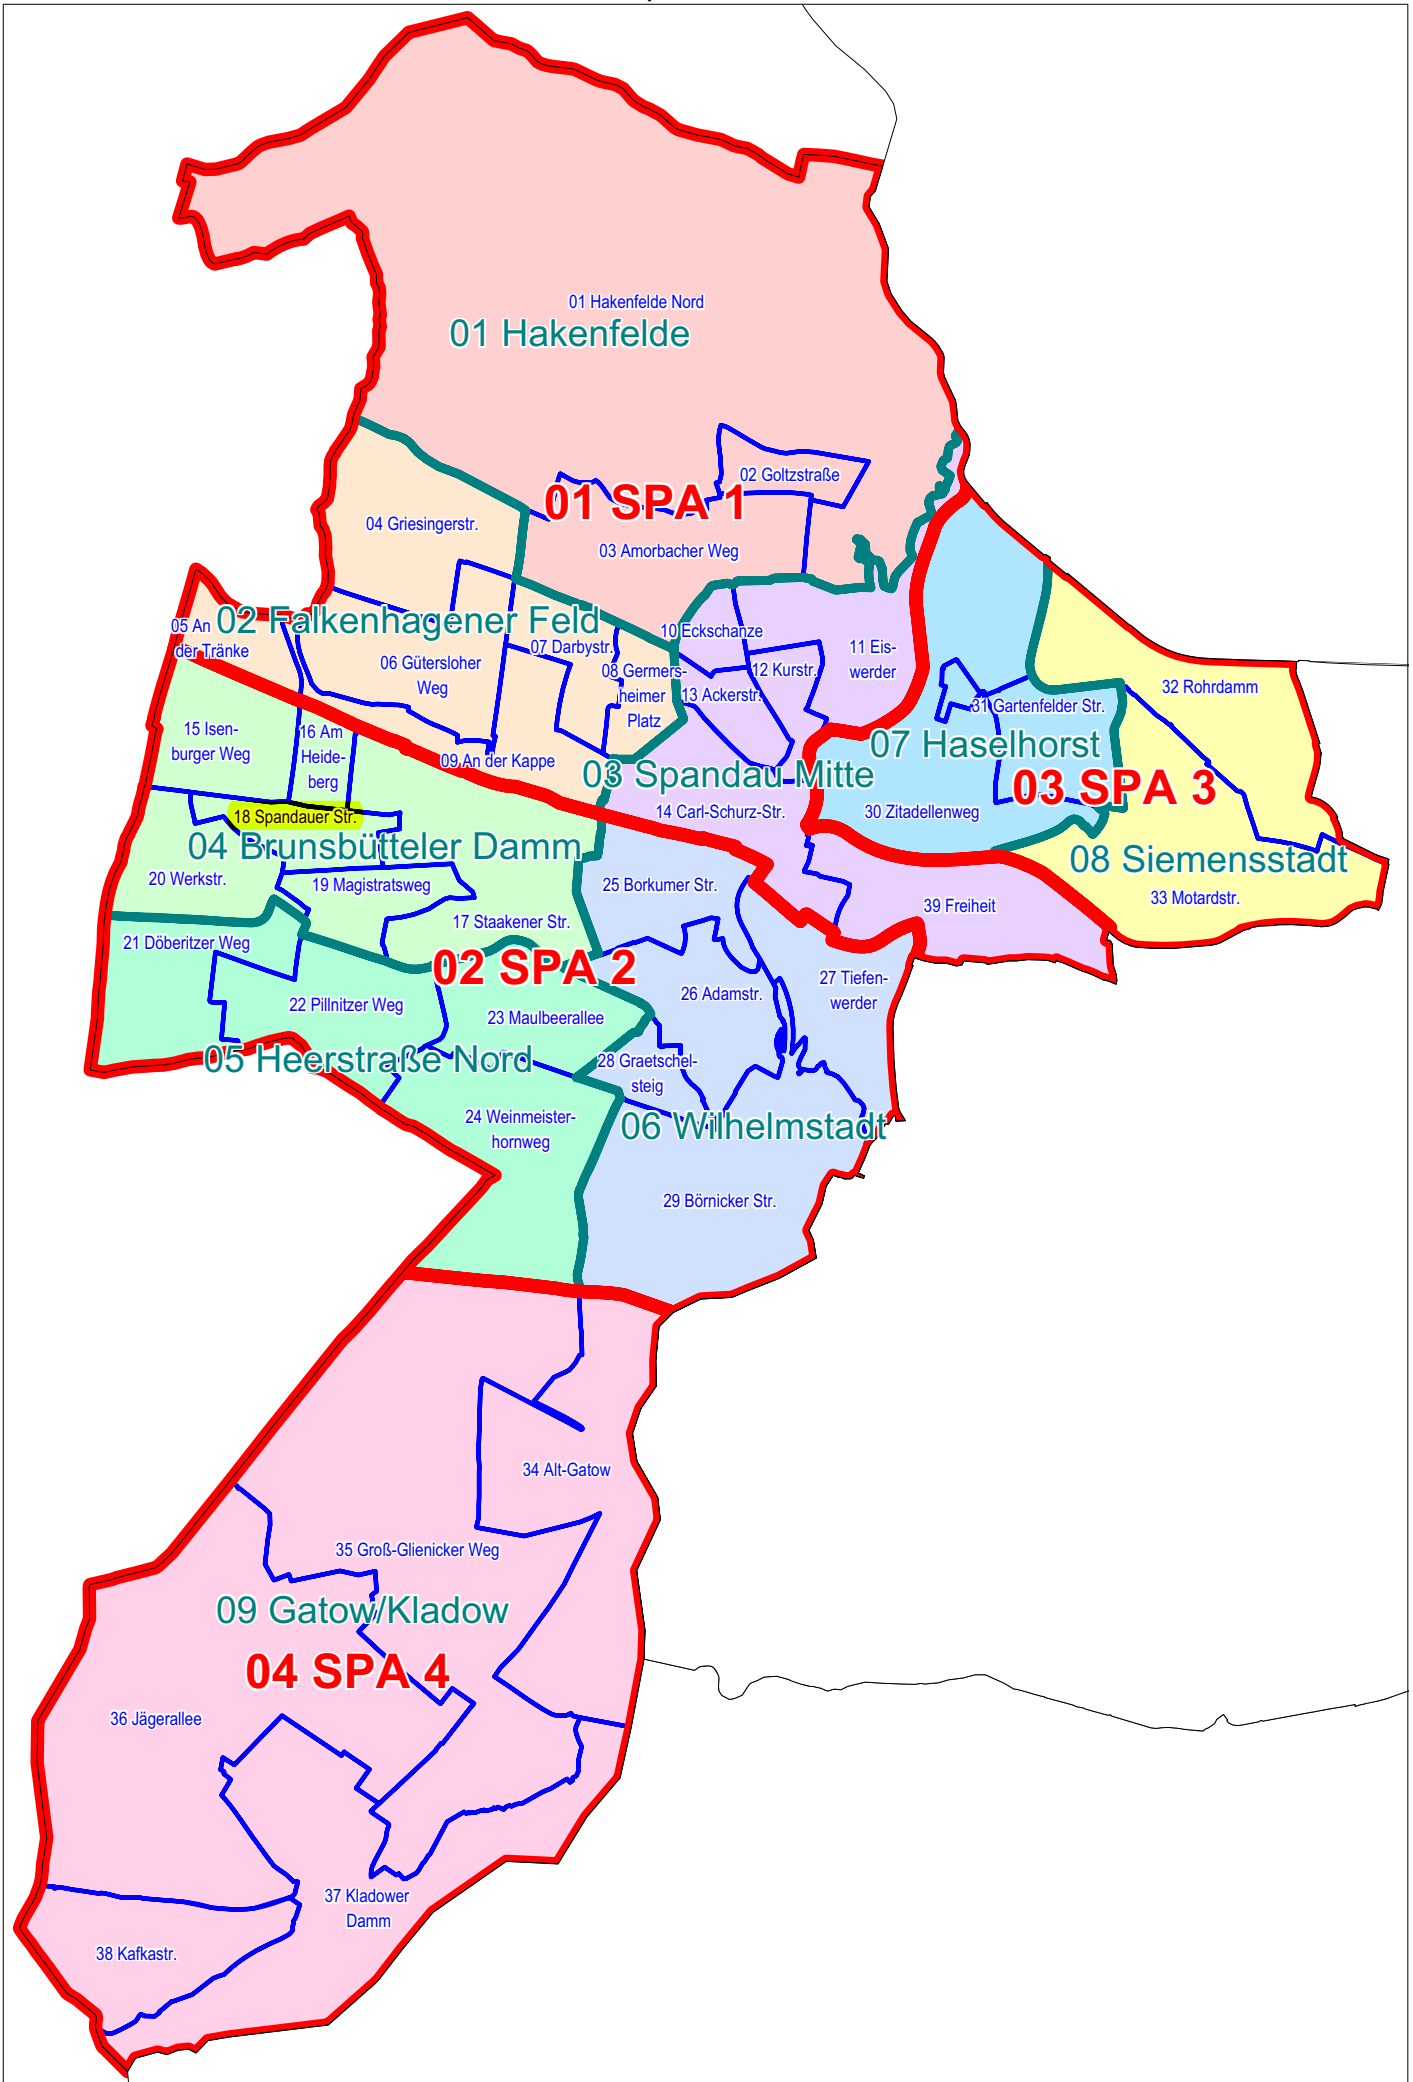 01 Hakenfelde Nord
01 Hakenfelde
02 Goltzstraße
01 SPA 1
04 Griesingerstr.
03 Amorbacher Weg
05 An
der Tränke
02 Falkenhagener Feld
10 Eckschanze
07 Darbystr.
11 Eis-
werder
06 Gütersloher
Weg
08 Germers-
heimer
Platz
12 Kurstr.
13 Ackerstr.
32 Rohrdamm
31 Gartenfelder Str.
15 Isen-
burger Weg
16 Am
Heide-
berg
07 Haselhorst
09 An der Kappe
03 Spandau Mitte
03 SPA 3
18 Spandauer Str.
14 Carl-Schurz-Str.
30 Zitadellenweg
04 Brunsbütteler Damm
08 Siemensstadt
20 Werkstr.
19 Magistratsweg
25 Borkumer Str.
33 Motardstr.
39 Freiheit
17 Staakener Str.
21 Döberitzer Weg
02 SPA 2
27 Tiefen-
werder
26 Adamstr.
22 Pillnitzer Weg
23 Maulbeerallee
05 Heerstraße Nord
28 Graetschel-
steig
24 Weinmeister-
hornweg
06 Wilhelmstadt
29 Börnicker Str.
34 Alt-Gatow
35 Groß-Glienicker Weg
09 Gatow/Kladow
04 SPA 4
36 Jägerallee
37 Kladower
Damm
38 Kafkastr.